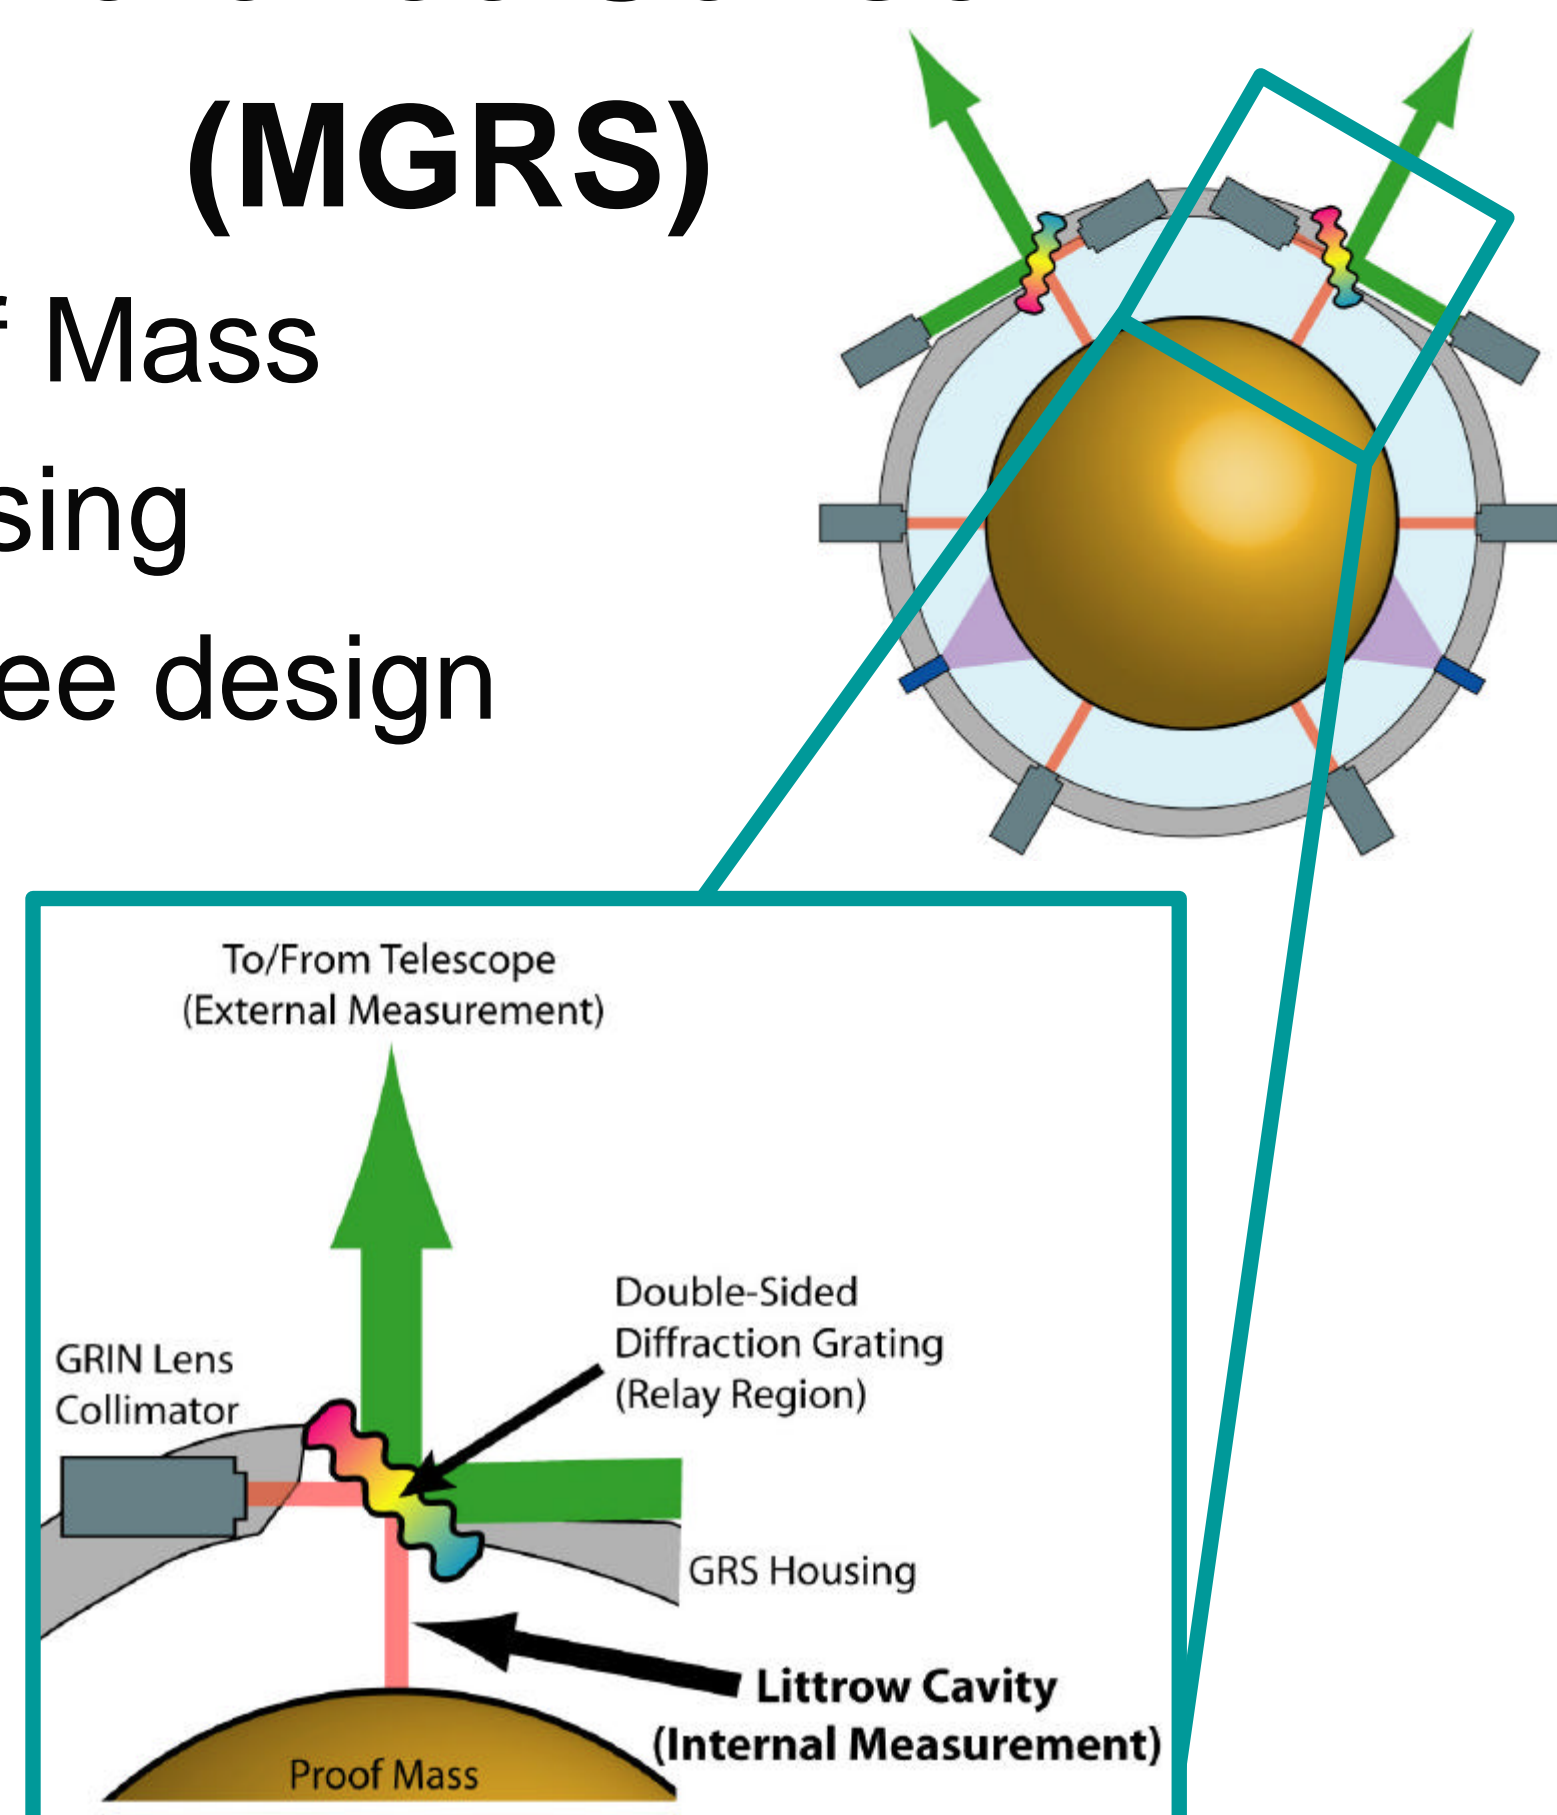 (MGRS)
f Mass
sing
ee design
To/From Telescope
(External Measurement)
Double-Sided
Diffraction Grating
(Relay Region)
GRIN Lens
Collimator
GRS Housing
Littrow Cavity
(Internal Measurement)
Proof Mass